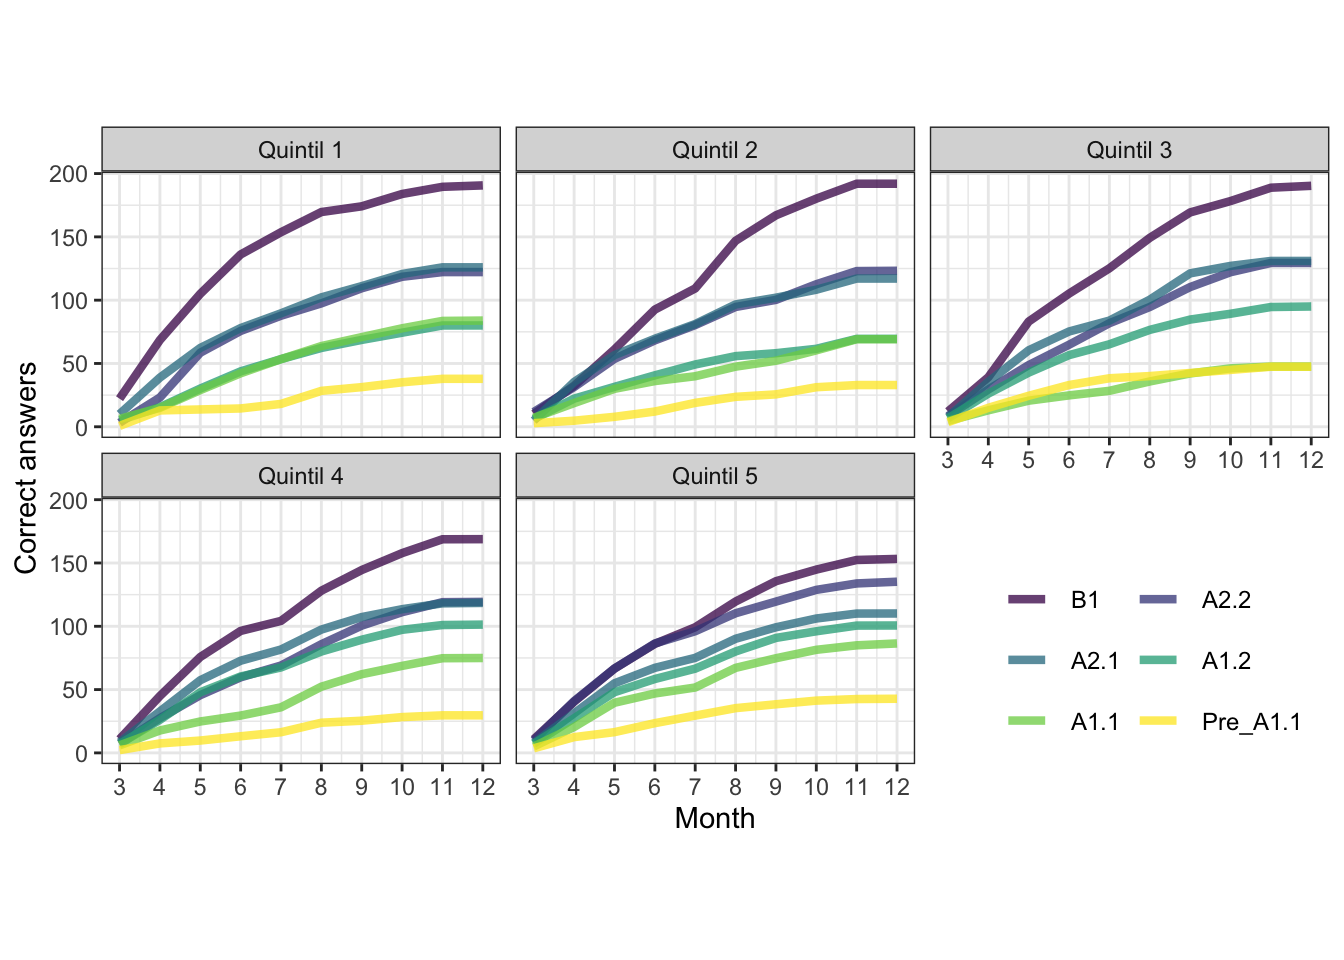 Quintil 1 Quintil 2 Quintil 3
200
150
100
50
0
3 4 5 6 7 8 9 10 11 12
Quintil 4 Quintil 5
200
150
100
50
0
3 4 5 6 7 8 9 10 11 12 3 4 5 6 7 8 9 10 11 12
Month
Correct answers
B1 A2.2
A2.1 A1.2
A1.1 Pre_A1.1